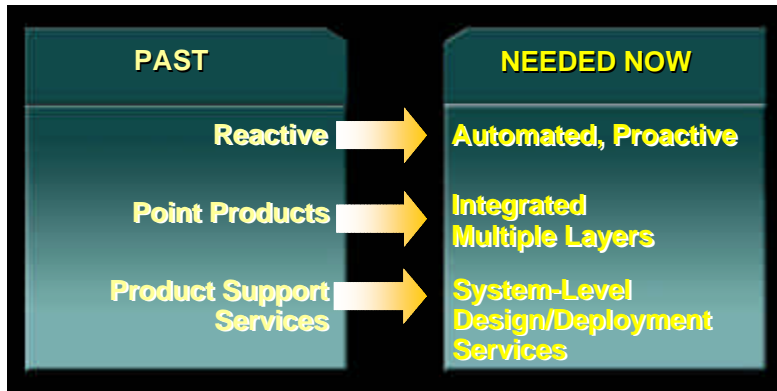 PAST
NEEDED NOW
Reactive
Automated, Proactive
Point Products
Integrated
Multiple Layers
Product Support
Services
System-Level
Design/Deployment
Services